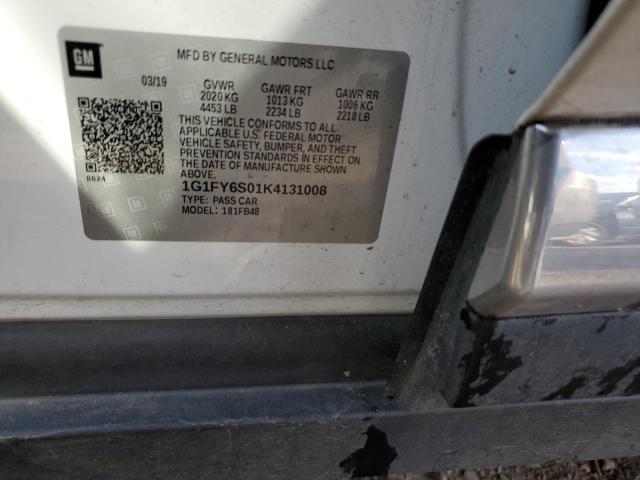 GM
MFD BY GENERAL MOTORS LLC
03/19 GVWR GAWR FRT GAWR RR
2020 KG 1013 KG 1006 KG
4453 LB 2234 LB 2218 LB
THIS VEHICLE CONFORMS TO ALL
APPLICABLE U.S. FEDERAL MOTOR
VEHICLE SAFETY, BUMPER, AND THEFT
PREVENTION STANDARDS IN EFFECT ON
THE DATE OF MANUFACTURE SHOWN
ABOVE.
8624
1G1FY6S01K4131008
TYPE: PASS CAR
MODEL: 181FB48